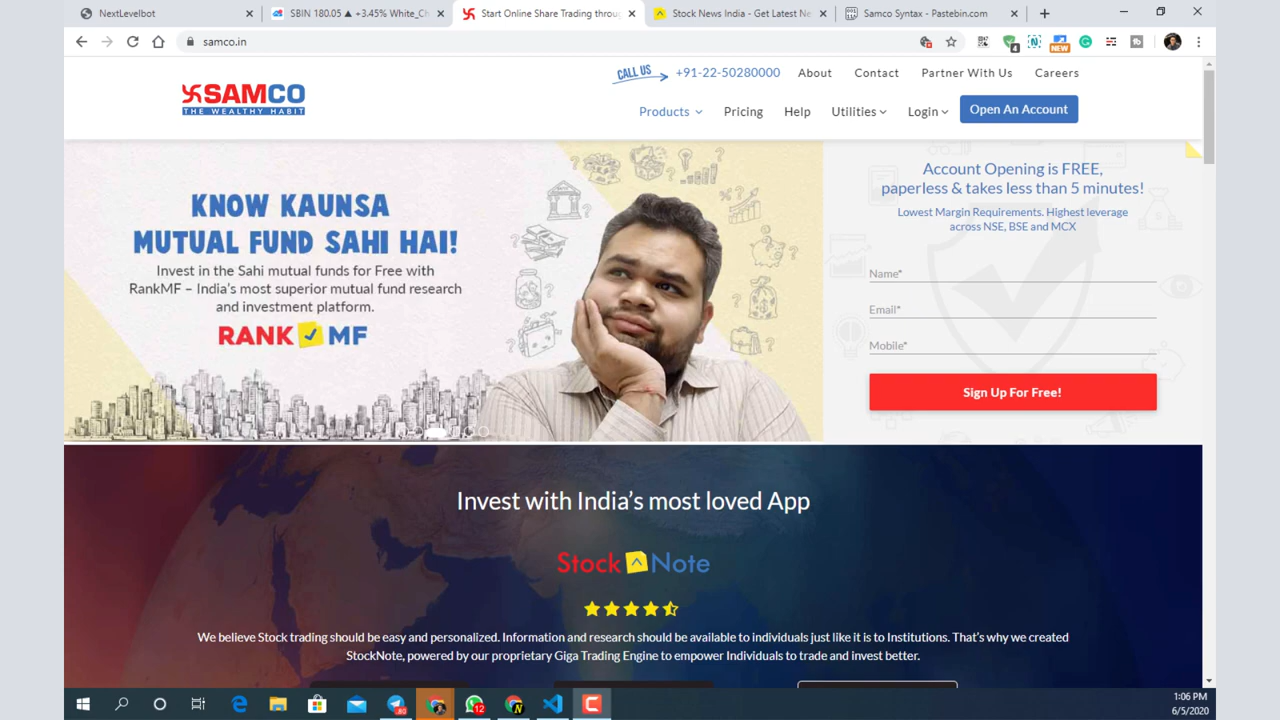 NextLevelbot
SBIN 180.05 ▲ +3.45% White_Ch
Start Online Share Trading throu
Stock News India - Get Latest Ne
Samco Syntax - Pastebin.com
samco.in
4
NEW
CALL US
+91-22-50280000
About
Contact
Partner With Us
Careers
SAMCO
THE WEALTHY HABIT
Products
Pricing
Help
Utilities
Login
Open An Account
KNOW KAUNSA
MUTUAL FUND SAHI HAI!
Invest in the Sahi mutual funds for Free with
RankMF – India's most superior mutual fund research
and investment platform.
RANK MF
Account Opening is FREE,
paperless & takes less than 5 minutes!
Lowest Margin Requirements. Highest leverage
across NSE, BSE and MCX
Name*
Email*
Mobile*
Sign Up For Free!
Invest with India's most loved App
Stock Note
We believe Stock trading should be easy and personalized. Information and research should be available to individuals just like it is to Institutions. That's why we created
StockNote, powered by our proprietary Giga Trading Engine to empower Individuals to trade and invest better.
12
1:06 PM
6/5/2020